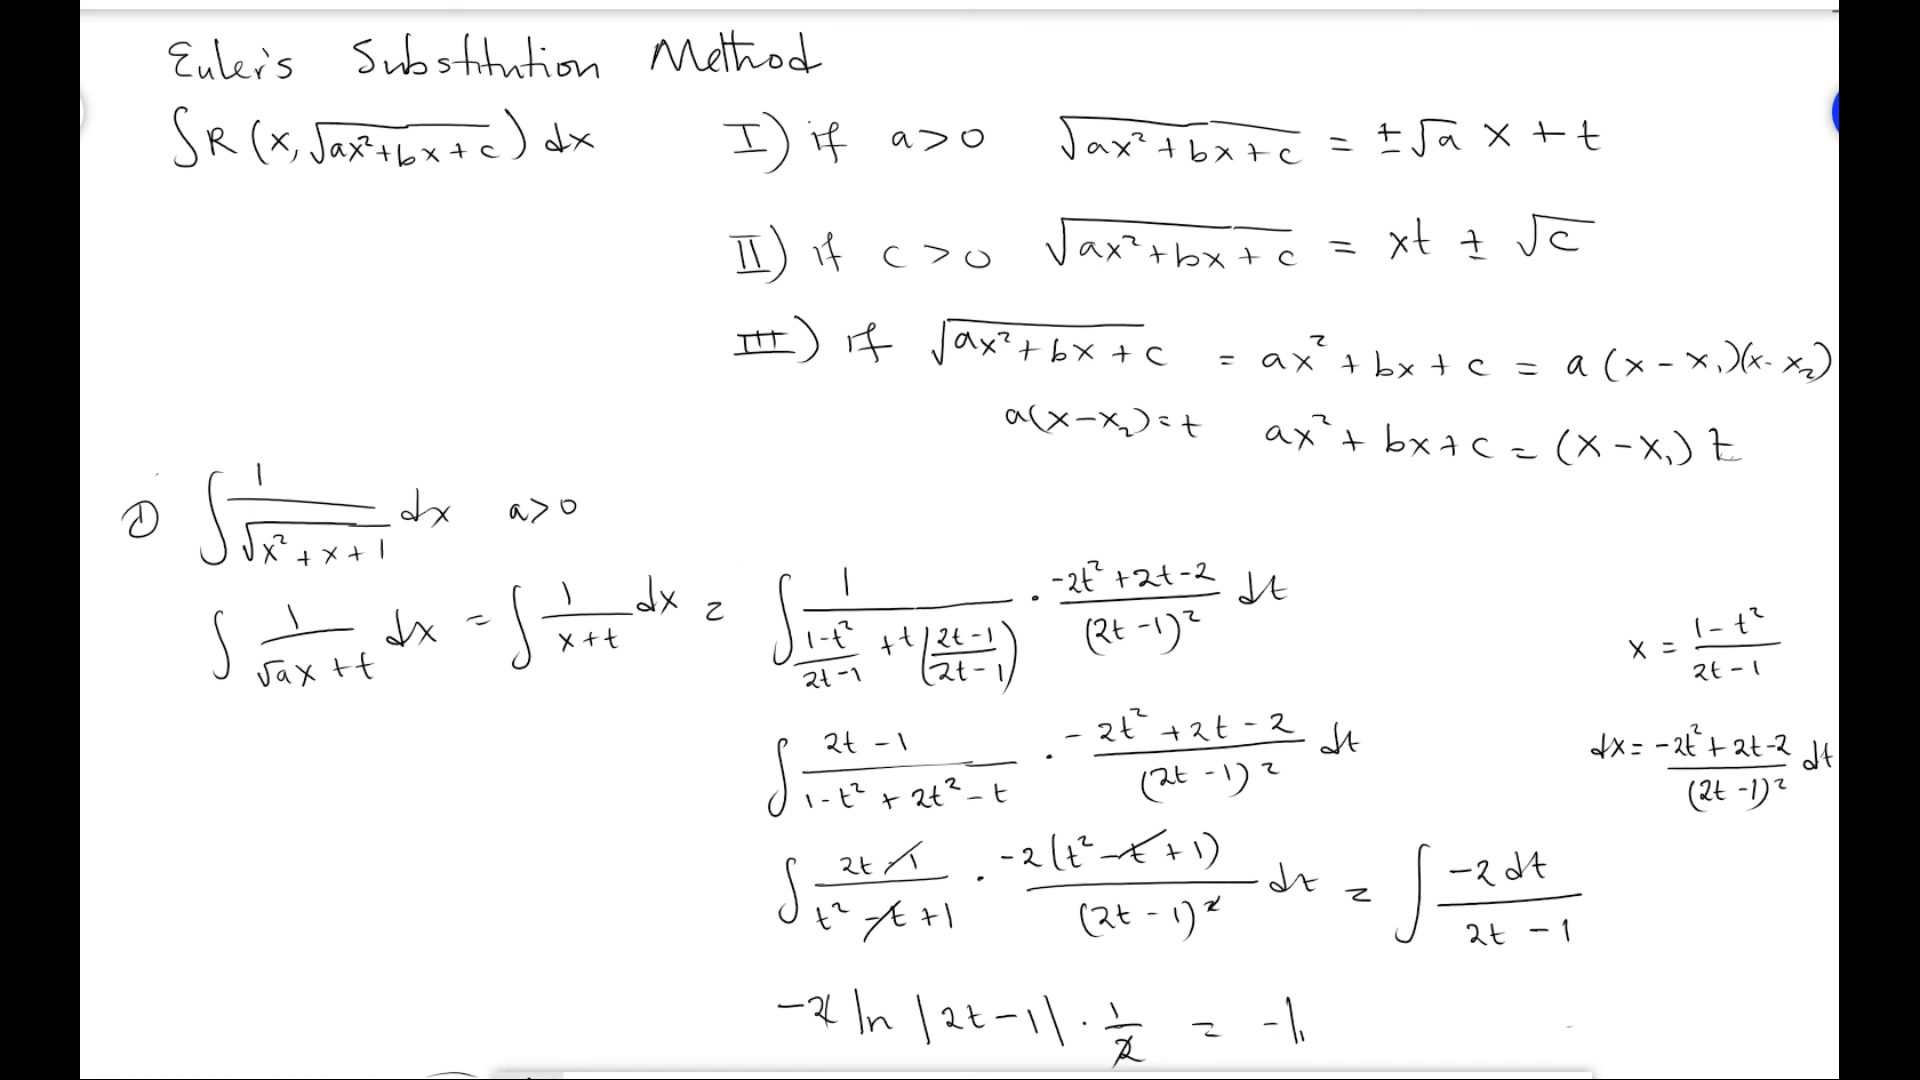 Euler's Substitution Method
∫R(x, √(ax²+bx+c)) dx I) if a>0 √(ax²+bx+c) = ±√a x + t
II) if c>0 √(ax²+bx+c) = xt ± √c
III) if √(ax²+bx+c) = ax²+bx+c = a(x-x₁)(x-x₂)
a(x-x₂)=t ax²+bx+c = (x-x₁) t
1) ∫ 1/√(x²+x+1) dx a>0
∫ 1/(√a x + t) dx = ∫ 1/(x+t) dx = ∫ 1/((1-t²)/(2t-1) + t((2t-1)/(2t-1))) · (-2t²+2t-2)/(2t-1)² dt x = (1-t²)/(2t-1)
∫ (2t-1)/(1-t²+2t²-t) · (-2t²+2t-2)/(2t-1)² dt dx = (-2t²+2t-2)/(2t-1)² dt
∫ (2t-1)/(t²-t+1) · -2(t²-t+1)/(2t-1)² dt = ∫ -2dt/(2t-1)
-2 ln |2t-1| · 1/2 = -l